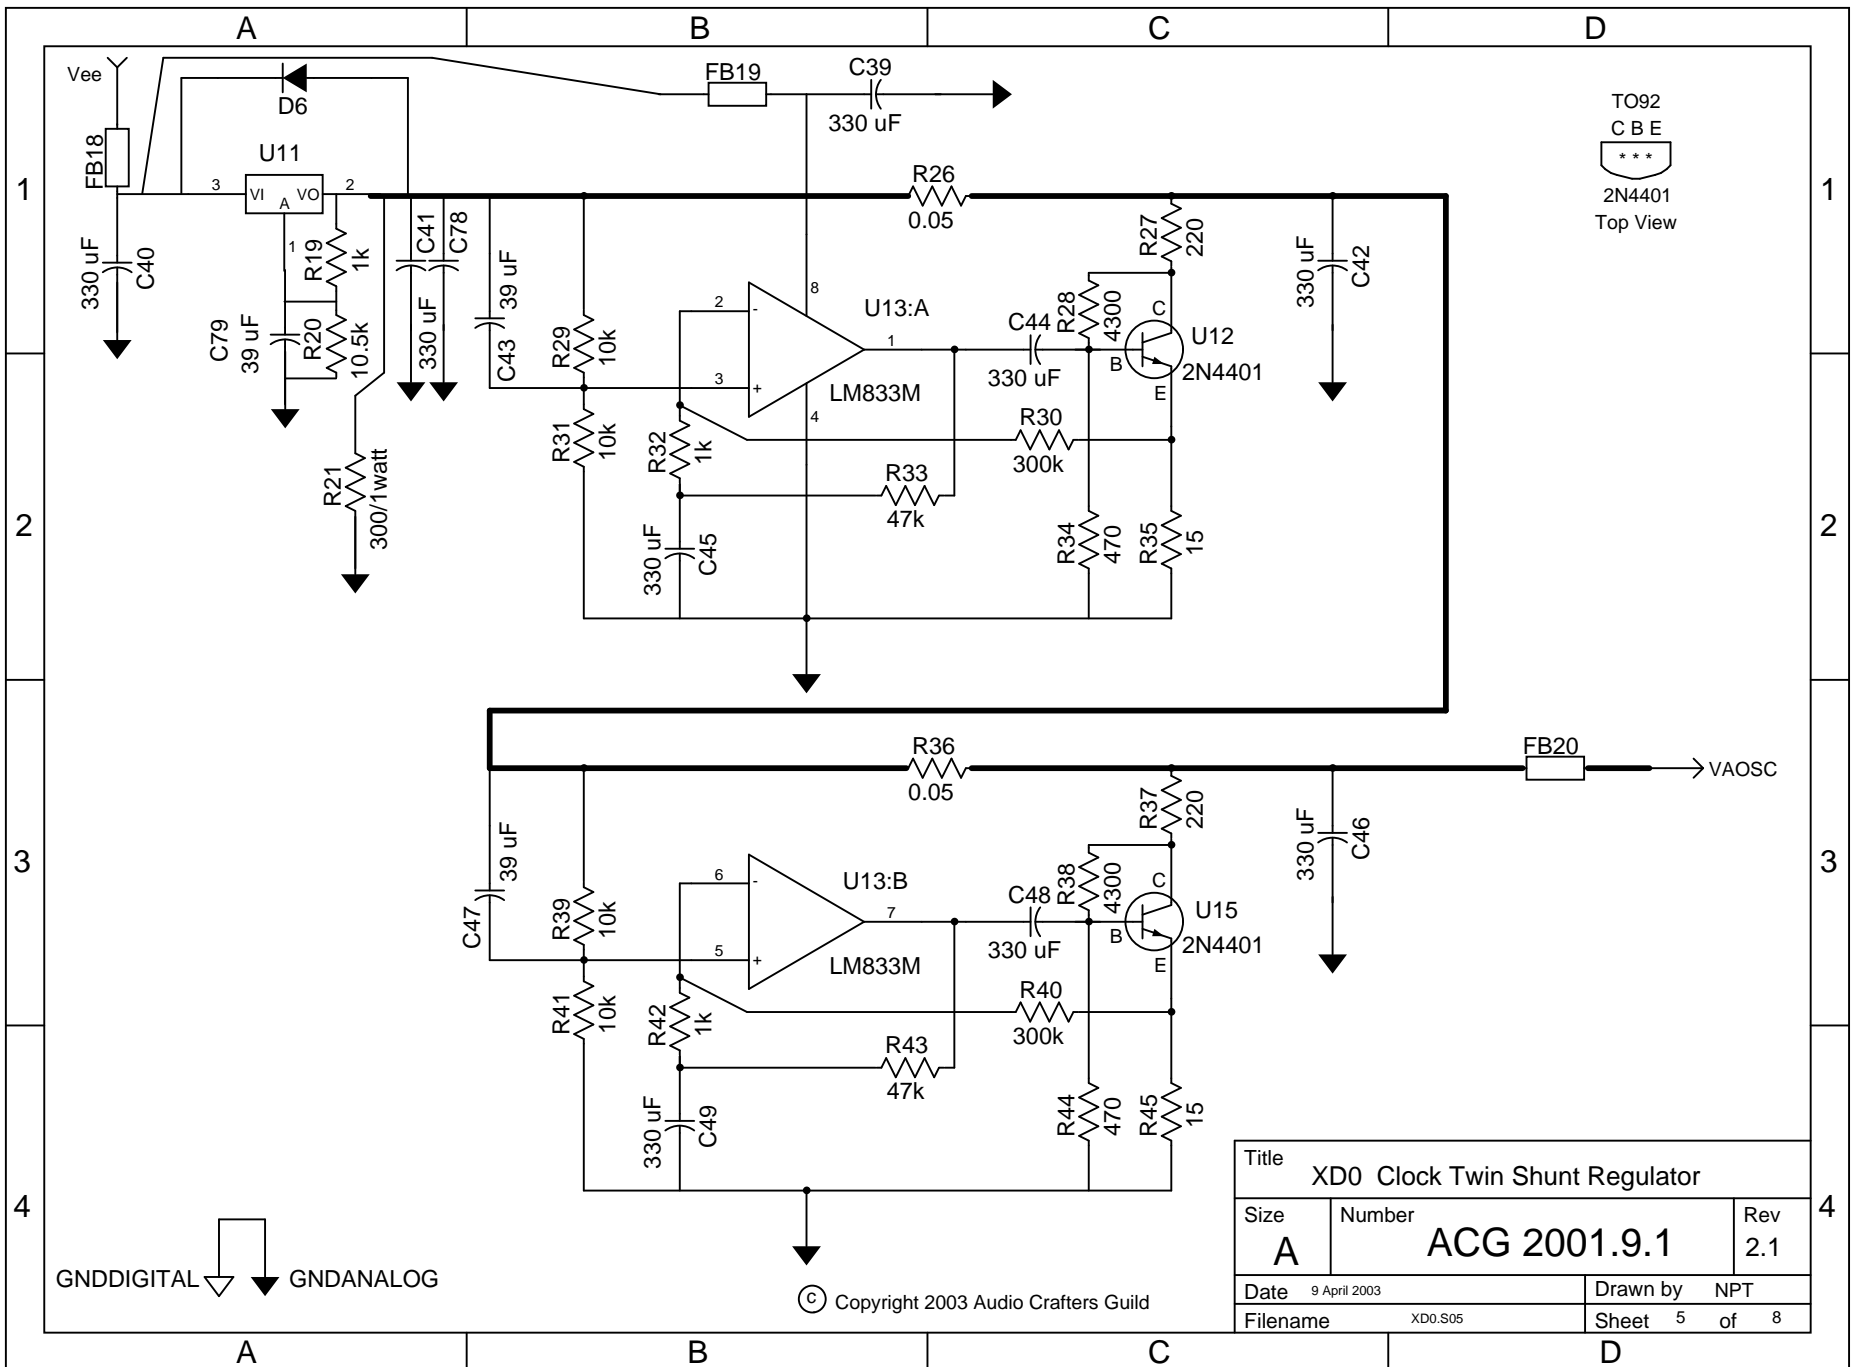 A B C D
Vee
D6
FB19
C39
330 uF
TO92
C B E
* * *
2N4401
Top View
FB18
U11
3 VI VO 2
A
1
330 uF
C40
R19
1k
C79
39 uF
R20
10.5k
C41
C78
330 uF
39 uF
C43
R21
300/1watt
R26
0.05
R27
220
330 uF
C42
R29
10k
R31
10k
2 -
3 +
8
4
1
U13:A
LM833M
C44
330 uF
R28
4300
C
B
E
U12
2N4401
R32
1k
R30
300k
R33
47k
330 uF
C45
R34
470
R35
15
R36
0.05
FB20
VAOSC
R37
220
330 uF
C46
39 uF
C47
R39
10k
R41
10k
6 -
5 +
7
U13:B
LM833M
C48
330 uF
R38
4300
C
B
E
U15
2N4401
R42
1k
R40
300k
R43
47k
330 uF
C49
R44
470
R45
15
1 1
2 2
3 3
4 4
GNDDIGITAL GNDANALOG
© Copyright 2003 Audio Crafters Guild
Title
XD0 Clock Twin Shunt Regulator
Size
A
Number
ACG 2001.9.1
Rev
2.1
Date 9 April 2003
Drawn by NPT
Filename XD0.S05
Sheet 5 of 8
A B C D